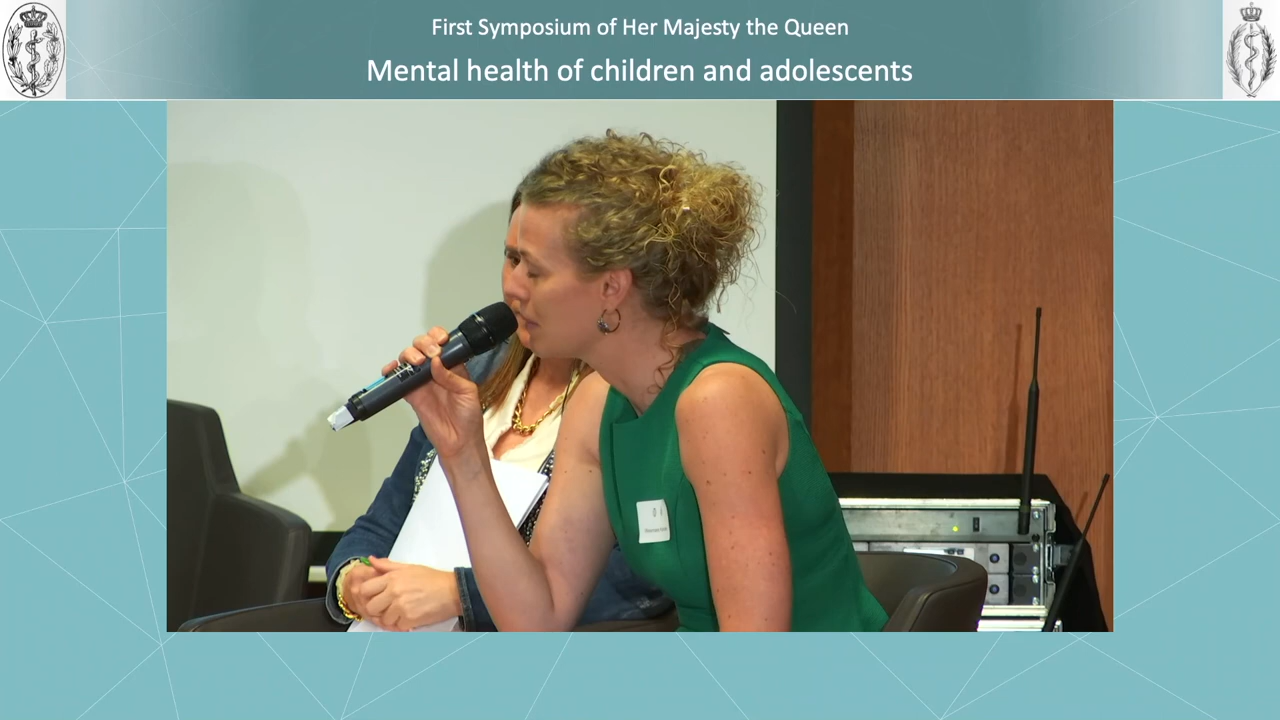 First Symposium of Her Majesty the Queen
Mental health of children and adolescents